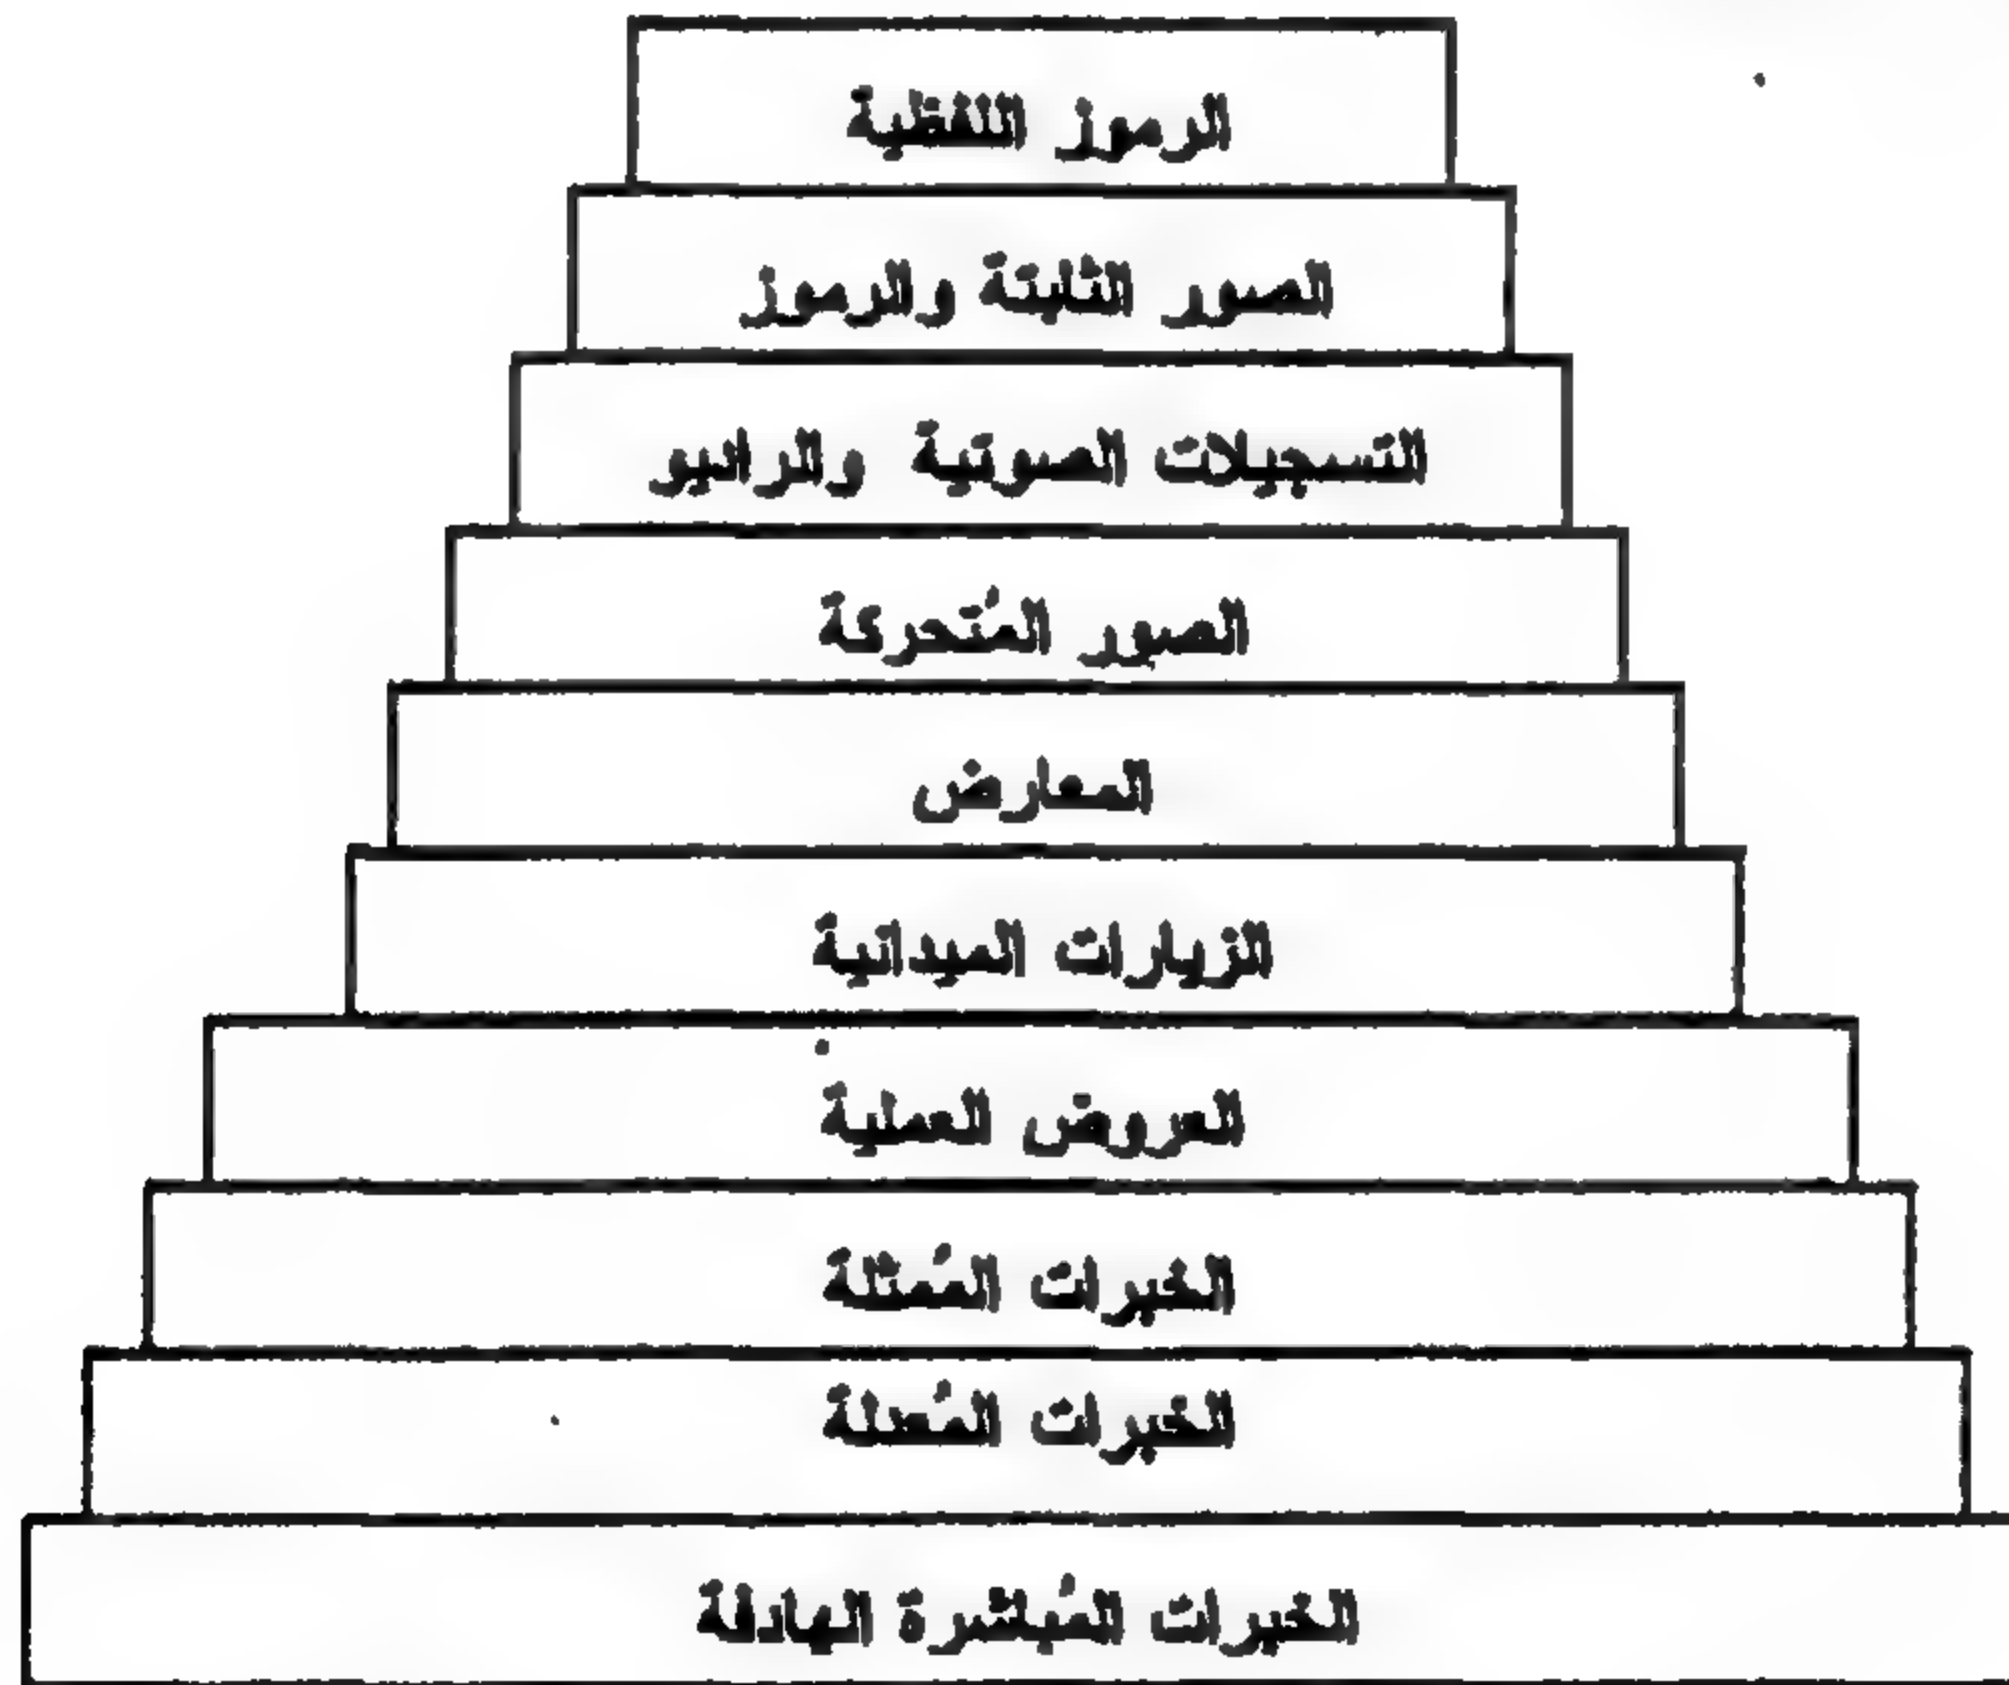 الرموز اللفظية
الصور الثابتة والرموز
التسجيلات الصوتية والراديو
الصور المُتحركة
المعارض
الزيارات الميدانية
العروض العملية
الخبرات المُمثلة
الخبرات المُعدلة
الخبرات المُباشرة الهادفة